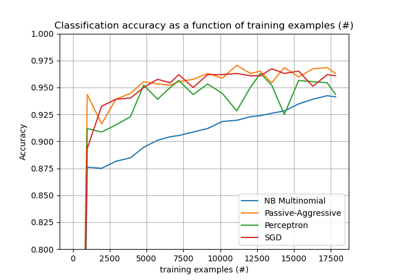 Classification accuracy as a function of training examples (#)
1.000
0.975
0.950
0.925
0.900
0.875
0.850
0.825
0.800
Accuracy
NB Multinomial
Passive-Aggressive
Perceptron
SGD
0 2500 5000 7500 10000 12500 15000 17500
training examples (#)